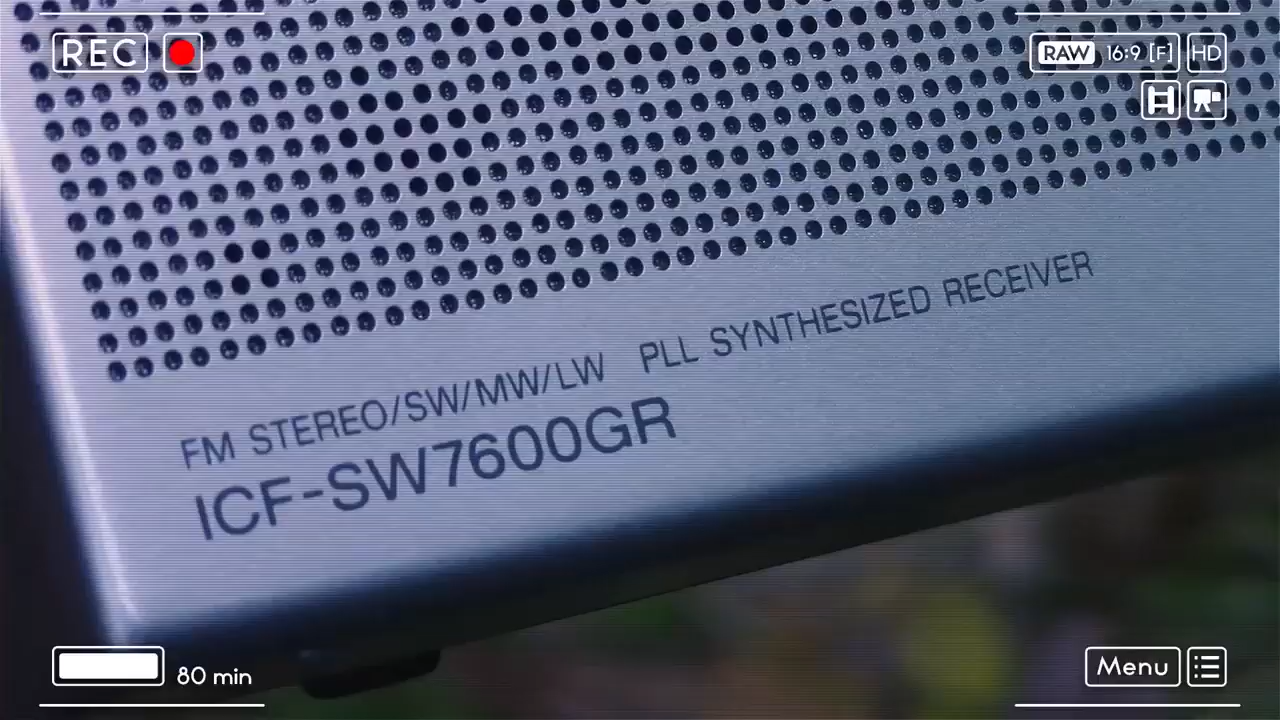 REC
RAW 16:9 [F] HD
FM STEREO/SW/MW/LW PLL SYNTHESIZED RECEIVER
ICF-SW7600GR
80 min
Menu